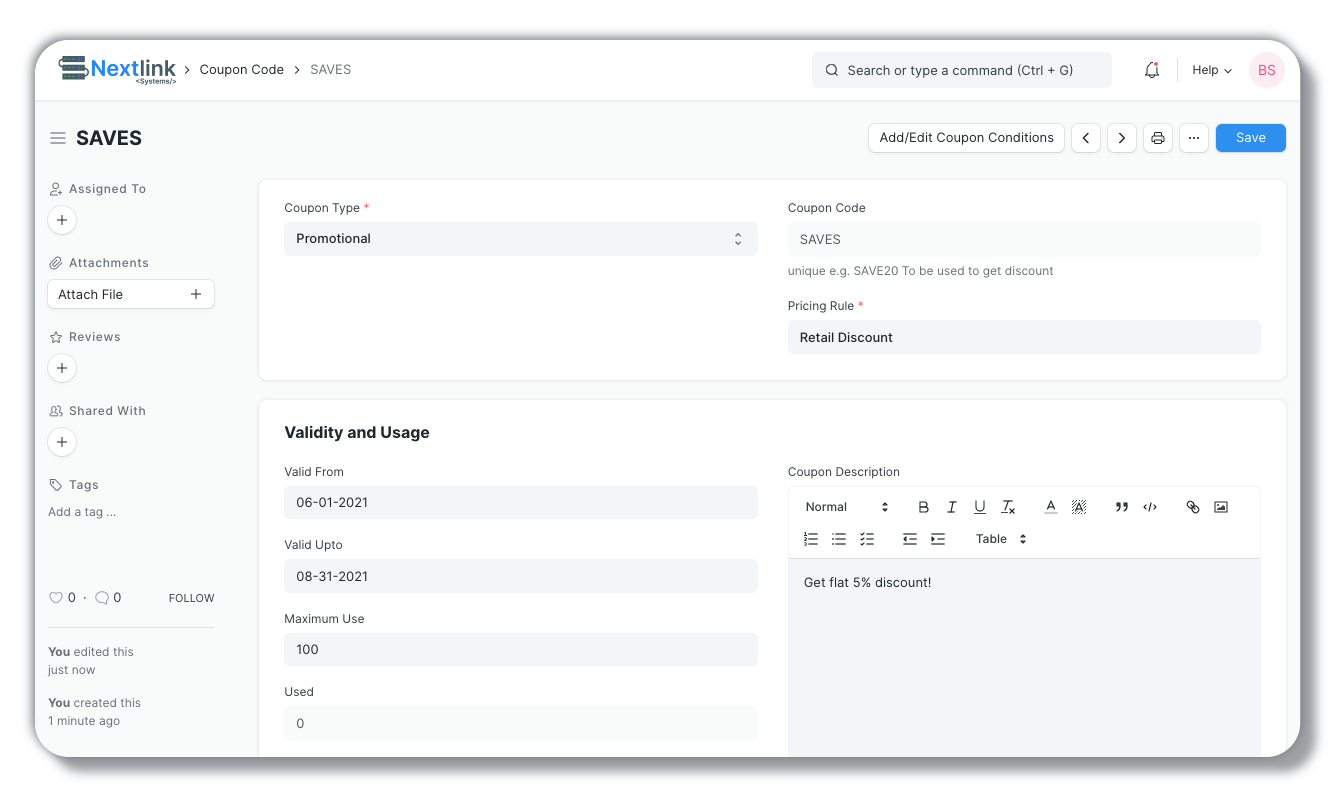 Nextlink
<Systems/>
Coupon Code
SAVES
Search or type a command (Ctrl + G)
Help
BS
SAVES
Add/Edit Coupon Conditions
Save
Assigned To
Attachments
Attach File
Reviews
Shared With
Tags
Add a tag ...
0 · 0
FOLLOW
You edited this
just now
You created this
1 minute ago
Coupon Type *
Promotional
Coupon Code
SAVES
unique e.g. SAVE20 To be used to get discount
Pricing Rule *
Retail Discount
Validity and Usage
Valid From
06-01-2021
Valid Upto
08-31-2021
Maximum Use
100
Used
0
Coupon Description
Normal
Table
Get flat 5% discount!